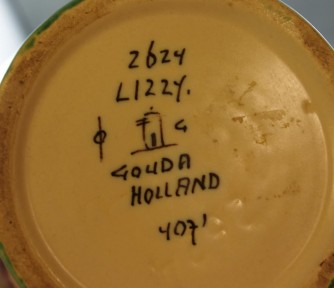 2624
LIZZY.
G
GOUDA
HOLLAND
407'